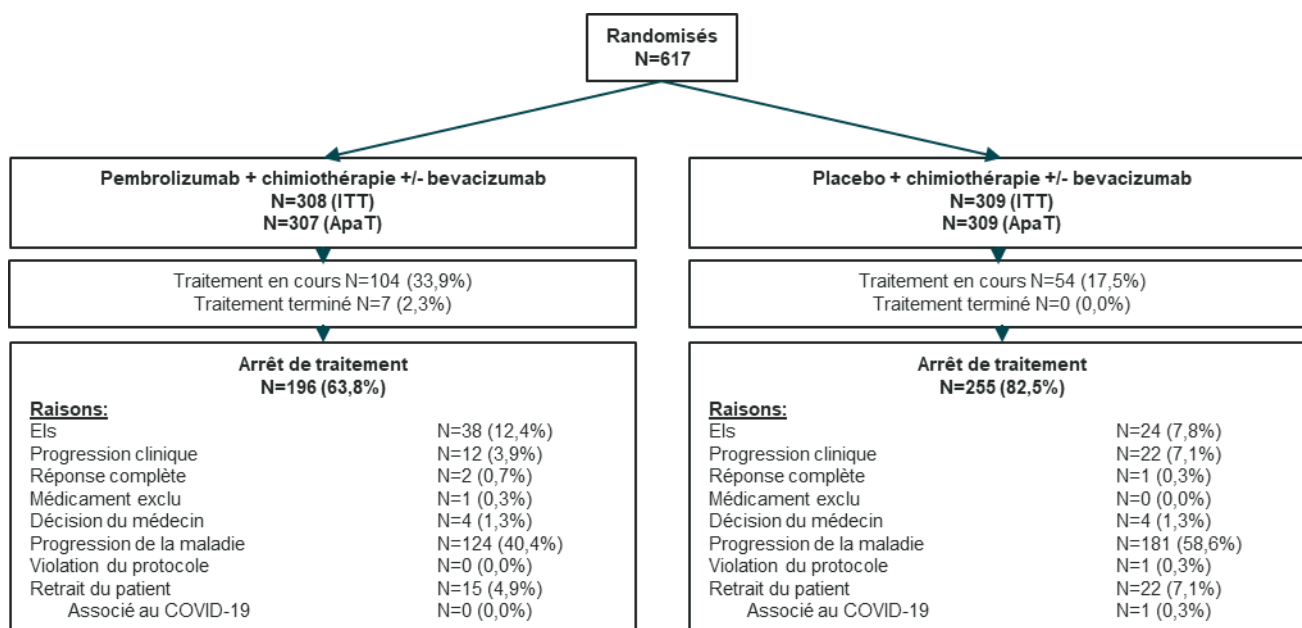 Randomisés
N=617
Pembrolizumab + chimiothérapie +/- bevacizumab
N=308 (ITT)
N=307 (ApaT)
Placebo + chimiothérapie +/- bevacizumab
N=309 (ITT)
N=309 (ApaT)
Traitement en cours N=104 (33,9%)
Traitement terminé N=7 (2,3%)
Traitement en cours N=54 (17,5%)
Traitement terminé N=0 (0,0%)
Arrêt de traitement
N=196 (63,8%)
Raisons:
EIs N=38 (12,4%)
Progression clinique N=12 (3,9%)
Réponse complète N=2 (0,7%)
Médicament exclu N=1 (0,3%)
Décision du médecin N=4 (1,3%)
Progression de la maladie N=124 (40,4%)
Violation du protocole N=0 (0,0%)
Retrait du patient N=15 (4,9%)
Associé au COVID-19 N=0 (0,0%)
Arrêt de traitement
N=255 (82,5%)
Raisons:
EIs N=24 (7,8%)
Progression clinique N=22 (7,1%)
Réponse complète N=1 (0,3%)
Médicament exclu N=0 (0,0%)
Décision du médecin N=4 (1,3%)
Progression de la maladie N=181 (58,6%)
Violation du protocole N=1 (0,3%)
Retrait du patient N=22 (7,1%)
Associé au COVID-19 N=1 (0,3%)